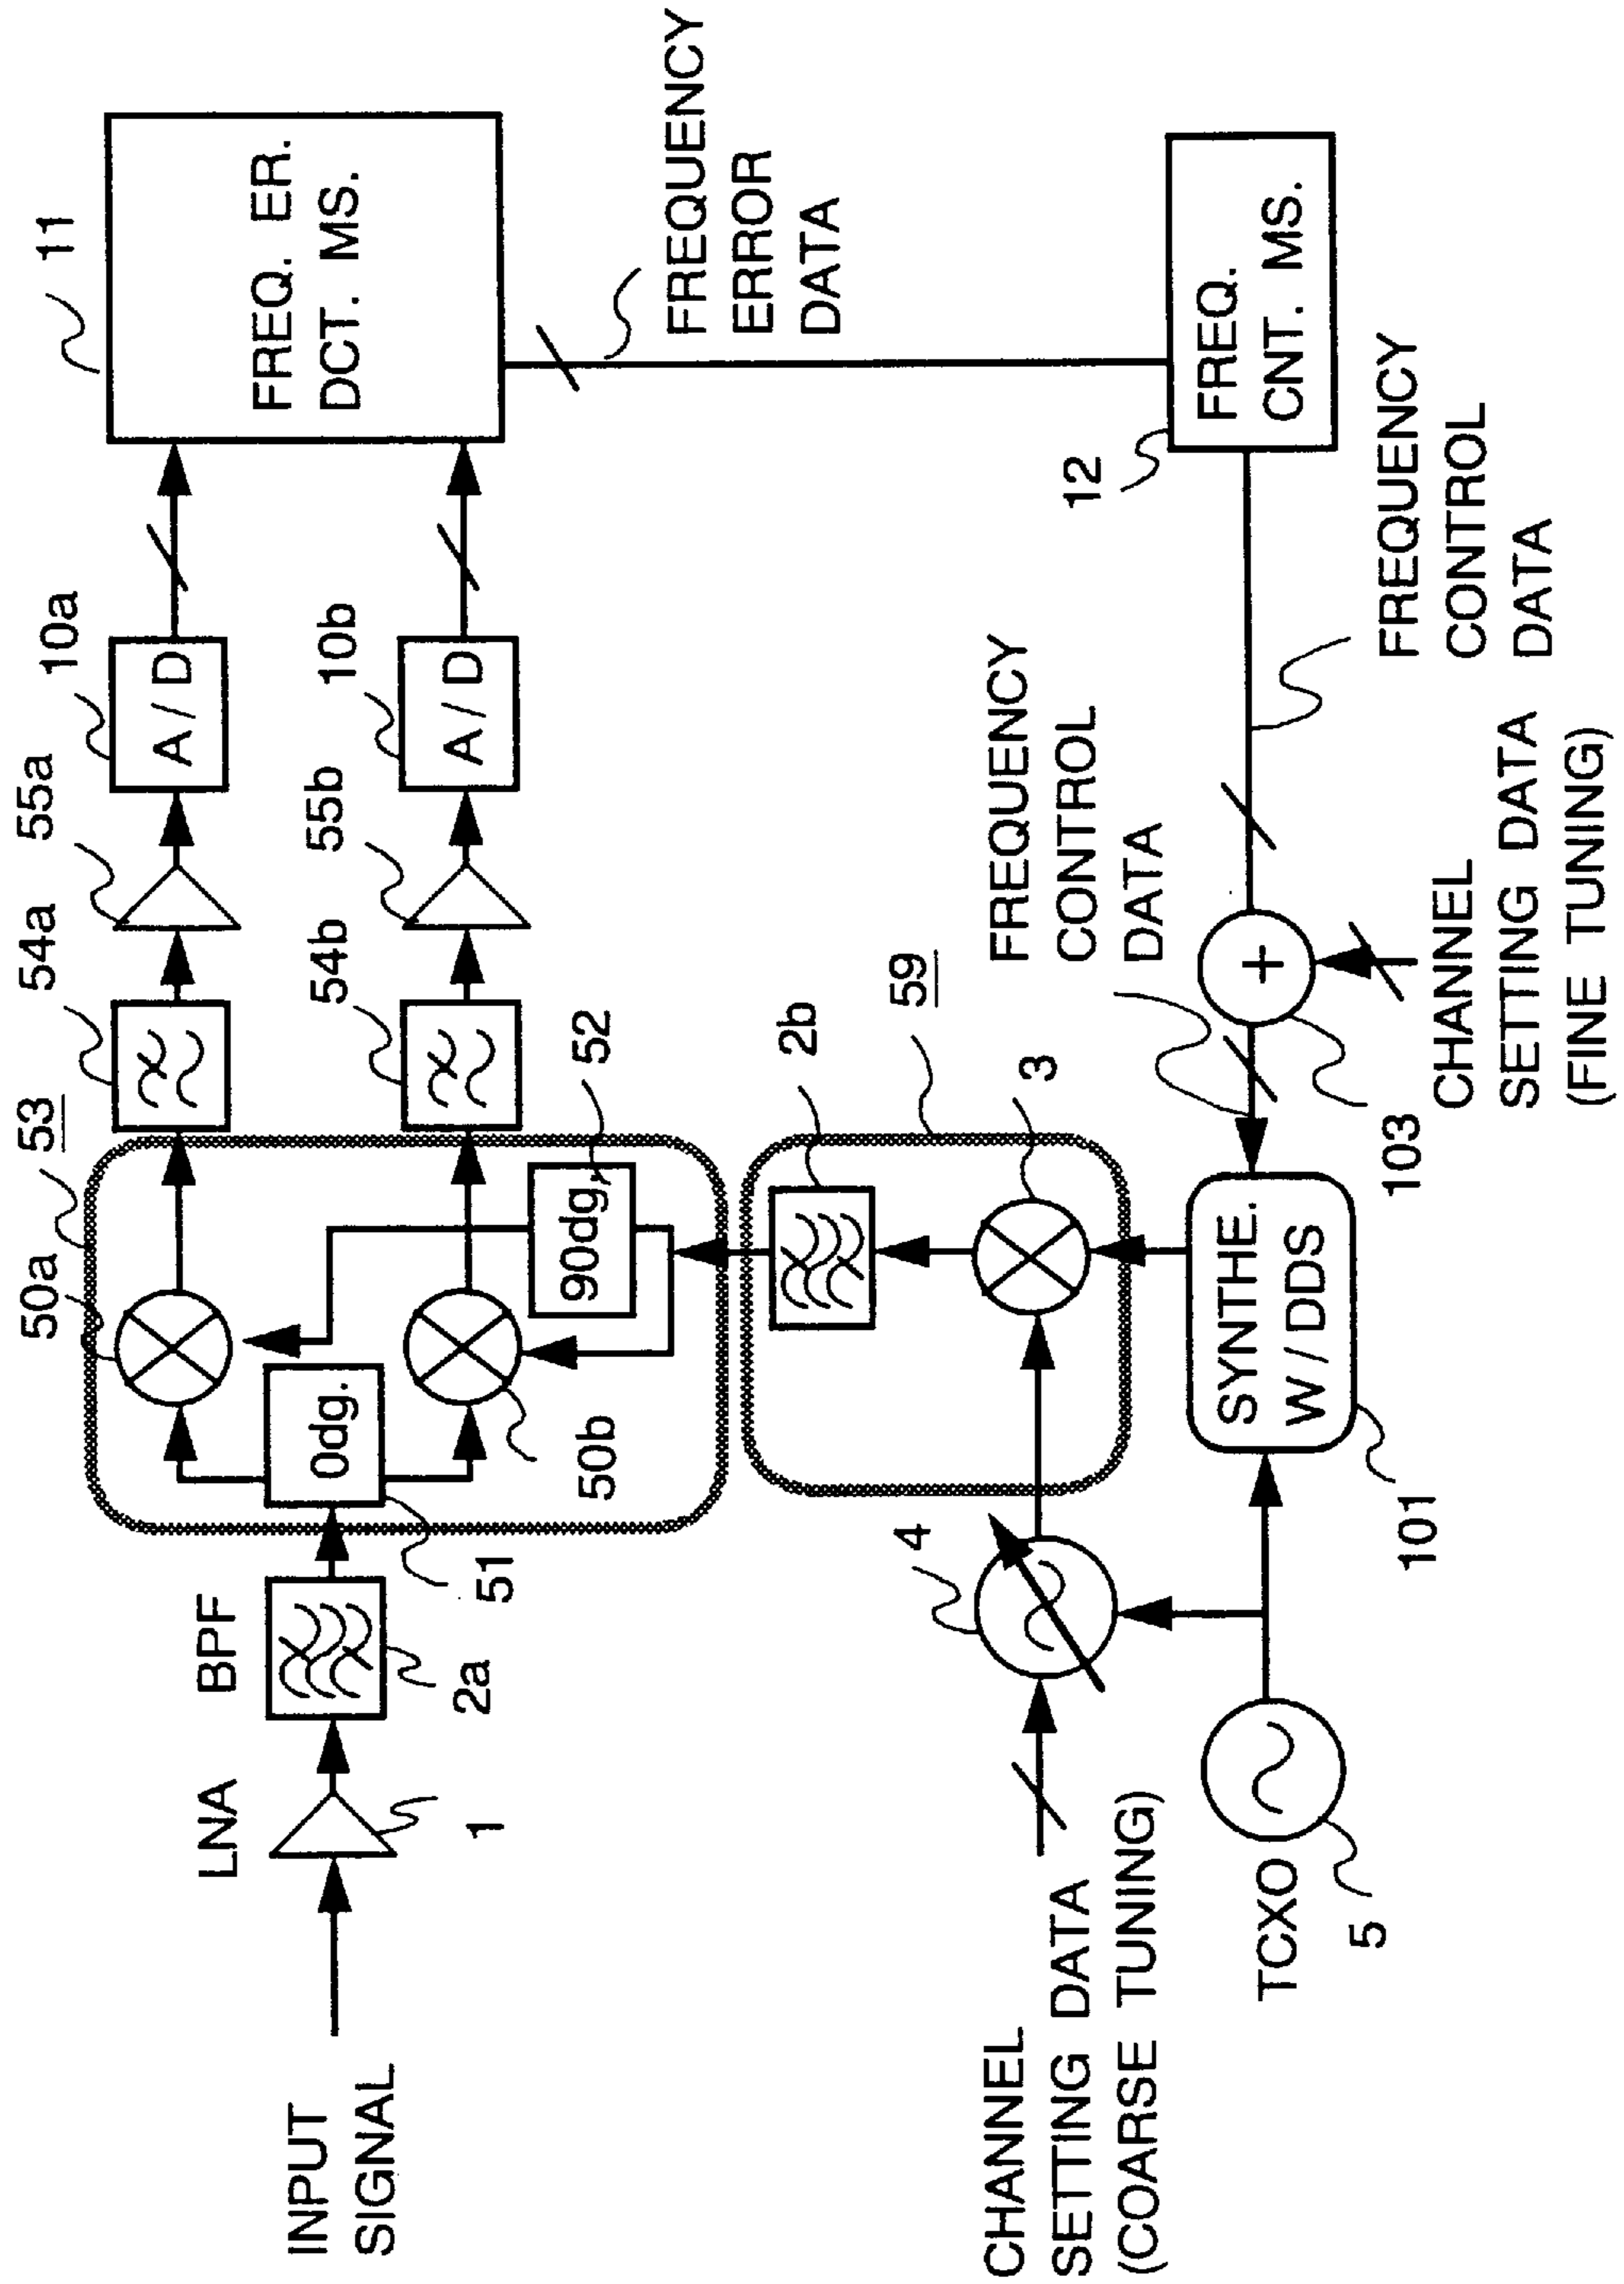 INPUT
SIGNAL
LNA
1
BPF
2a
51
0dg.
50a
53
50b
90dg.
52
54a
55a
10a
A / D
54b
55b
10b
A / D
11
FREQ. ER.
DCT. MS.
FREQUENCY
ERROR
DATA
CHANNEL
SETTING DATA
(COARSE TUNING)
4
TCXO
5
59
2b
3
SYNTHE.
W / DDS
101
FREQUENCY
CONTROL
DATA
103
CHANNEL
SETTING DATA
(FINE TUNING)
12
FREQ.
CNT. MS.
FREQUENCY
CONTROL
DATA